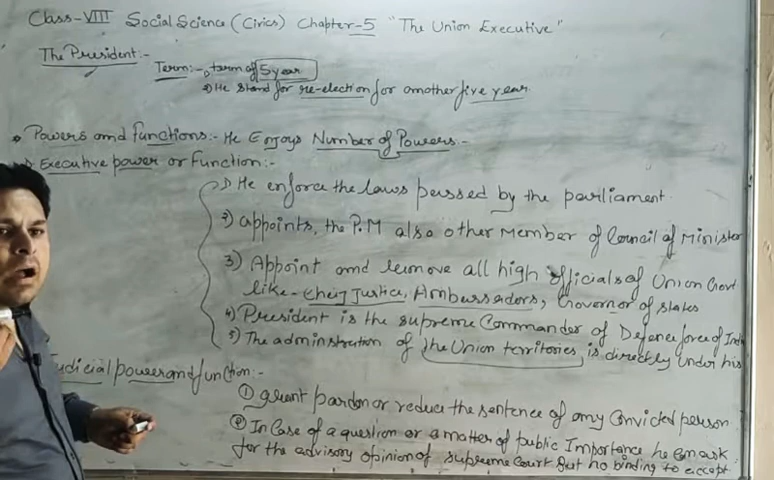 Class-VIII Social Science (Civics) Chapter-5 "The Union Executive"
The President:-
Term:- 1) term of 5 year
2) He stand for re-election for another five year.
* Powers and functions:- He Enjoys Number of Powers.-
Executive power or Function:-
1) He enforce the laws passed by the parliament.
2) appoints, the P.M also other Member of Council of Minister
3) Appoint and remove all high officials of Union Govt
like- Cheif Justice, Ambassadors, Governor of states
4) President is the supreme Commander of Defence force of
5) The adminstration of the Union territories is directly under his
Judicial power and function:-
① grant pardon or reduce the sentence of any Convicted person
② In Case of a question or a matter of public Importance he can ask
for the advisory opinion of supreme Court But no binding to accept